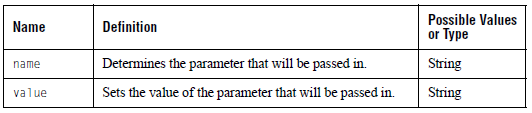 Name Definition Possible Values or Type
name Determines the parameter that will be passed in. String
value Sets the value of the parameter that will be passed in. String